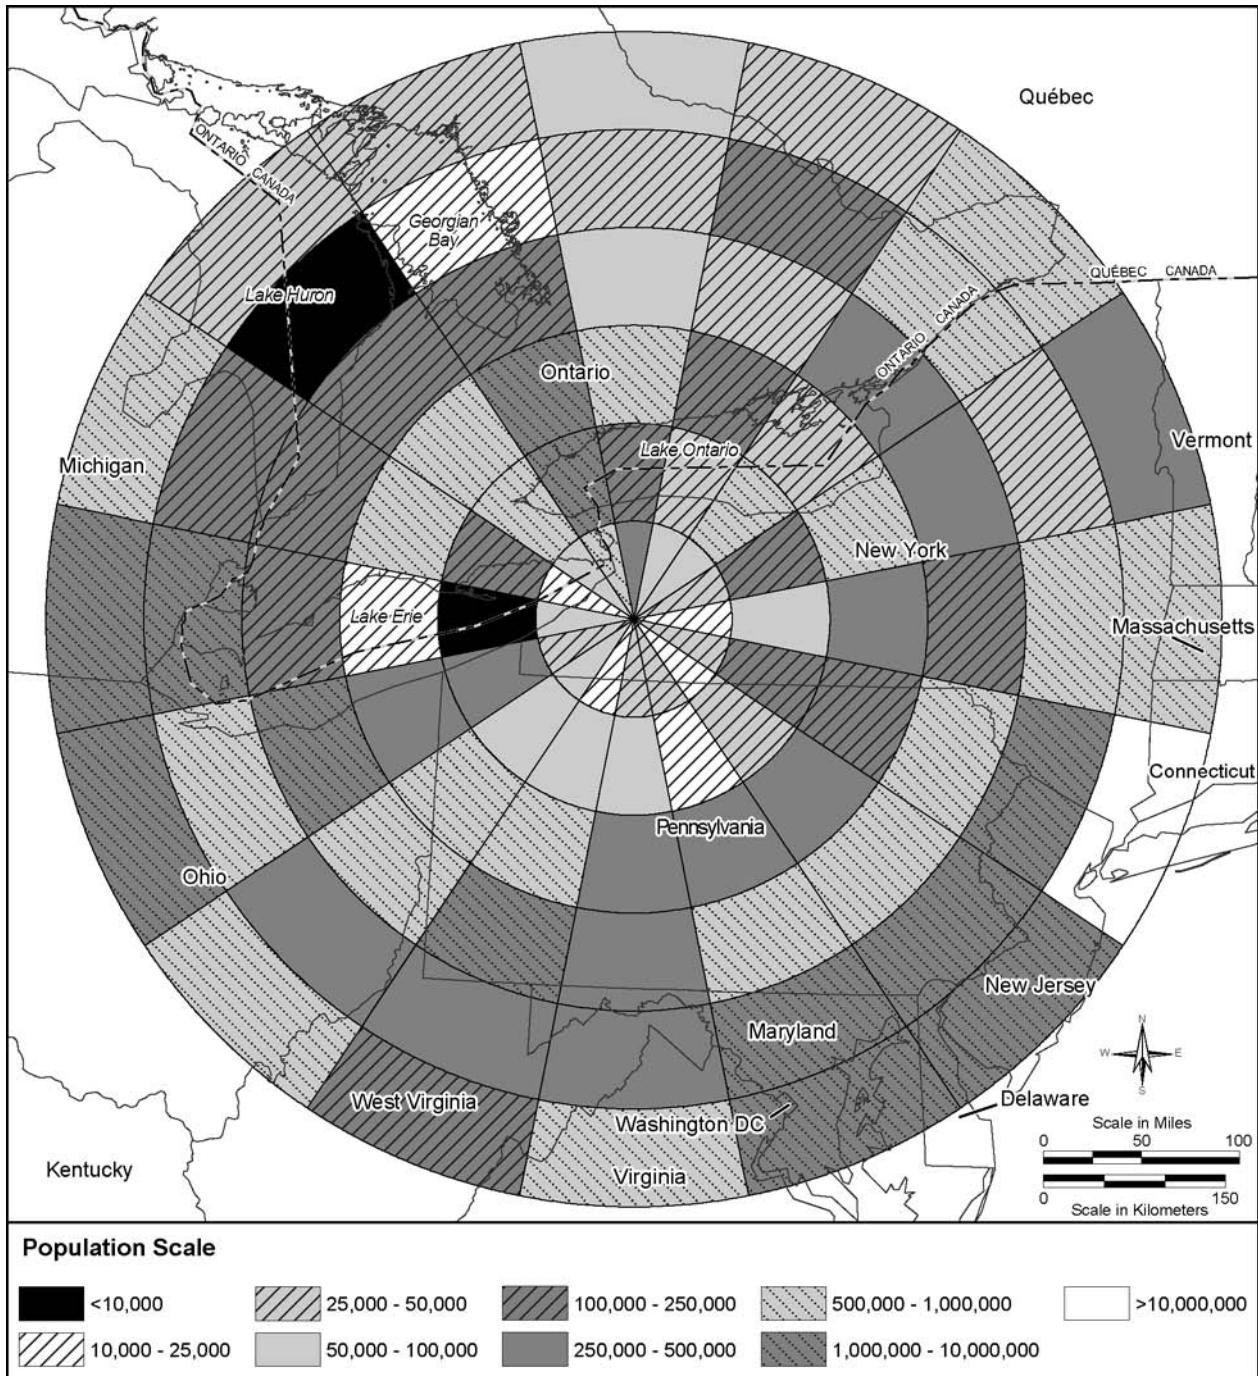 Québec
ONTARIO CANADA
Georgian
Bay
QUÉBEC CANADA
Lake Huron
ONTARIO CANADA
Ontario
Vermont
Lake Ontario
Michigan
New York
Lake Erie
Massachusetts
Connecticut
Pennsylvania
Ohio
New Jersey
Maryland
N
W E
S
West Virginia
Delaware
Washington DC
Scale in Miles
0 50 100
Kentucky
Virginia
0 150
Scale in Kilometers
Population Scale
<10,000
25,000 - 50,000
100,000 - 250,000
500,000 - 1,000,000
>10,000,000
10,000 - 25,000
50,000 - 100,000
250,000 - 500,000
1,000,000 - 10,000,000